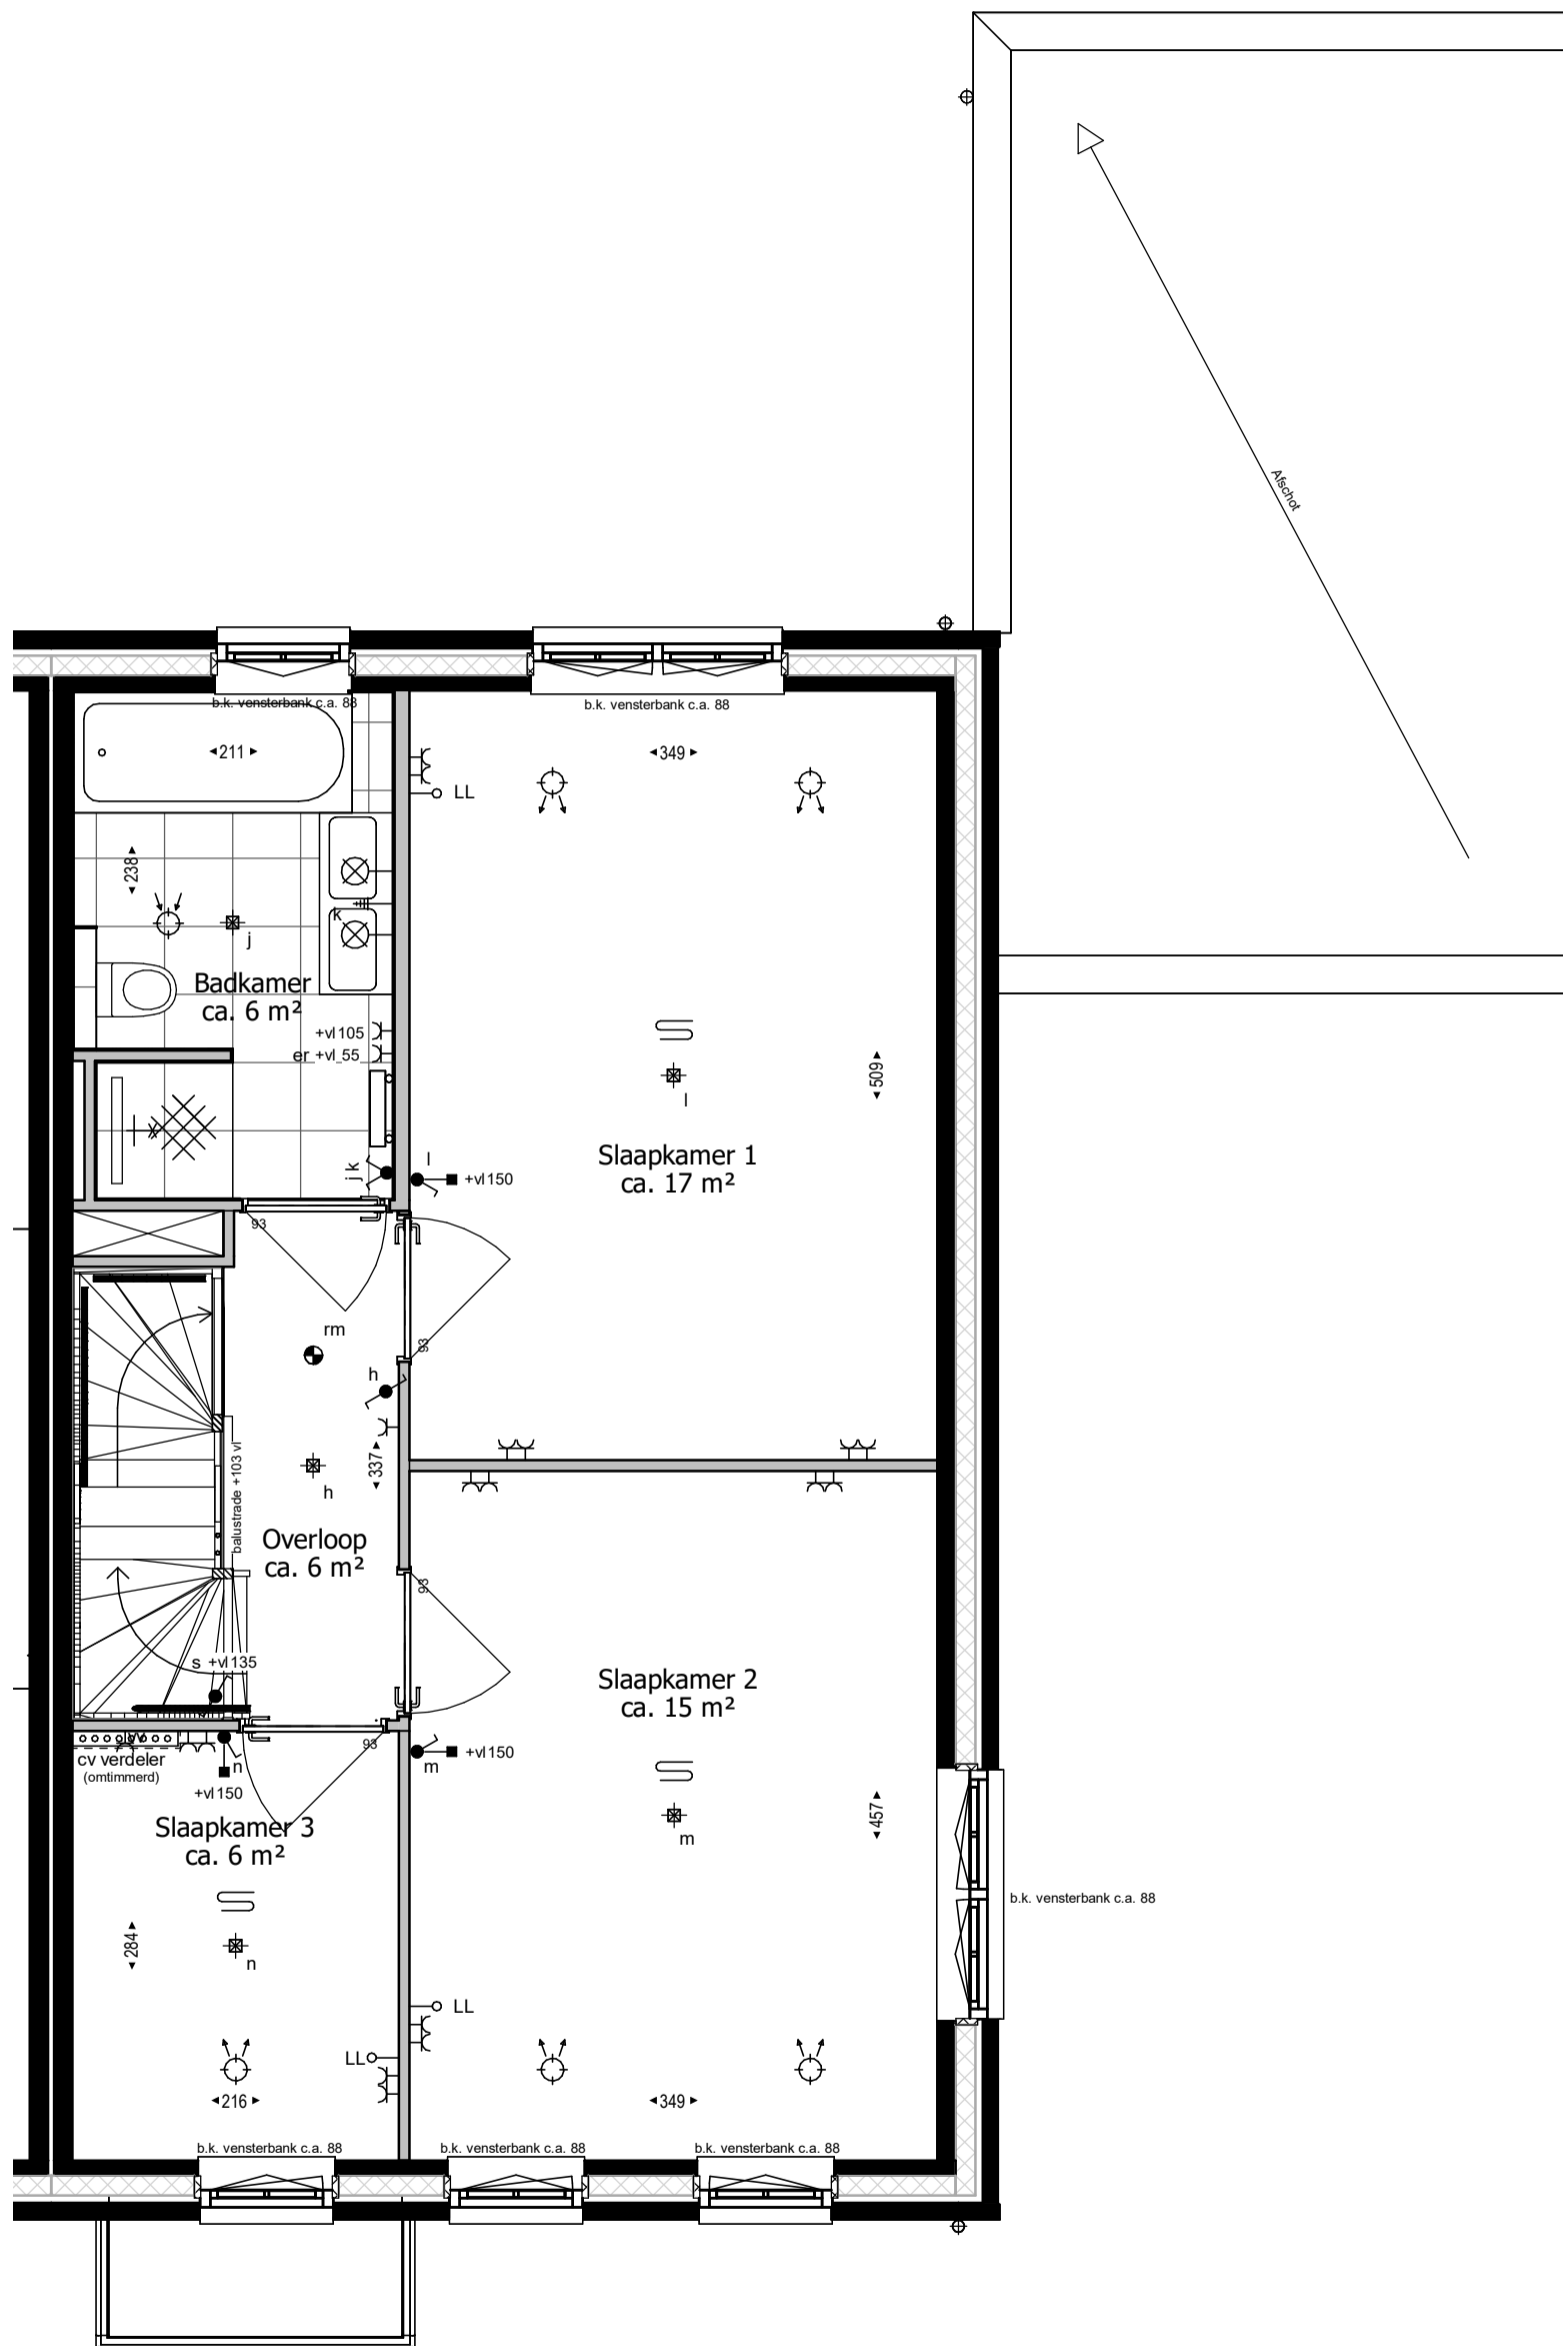 Afschot
b.k. vensterbank c.a. 88
b.k. vensterbank c.a. 88
211
349
LL
238
k
j
Badkamer
ca. 6 m²
+vl 105
er +vl 55
509
l
Slaapkamer 1
ca. 17 m²
j k
l
+vl 150
93
93
rm
h
337
h
balustrade +103 vl
Overloop
ca. 6 m²
93
s +vl 135
Slaapkamer 2
ca. 15 m²
93
cv verdeler
(omtimmerd)
n
+vl 150
m
+vl 150
Slaapkamer 3
ca. 6 m²
457
m
b.k. vensterbank c.a. 88
284
n
LL
LL
216
349
b.k. vensterbank c.a. 88
b.k. vensterbank c.a. 88
b.k. vensterbank c.a. 88